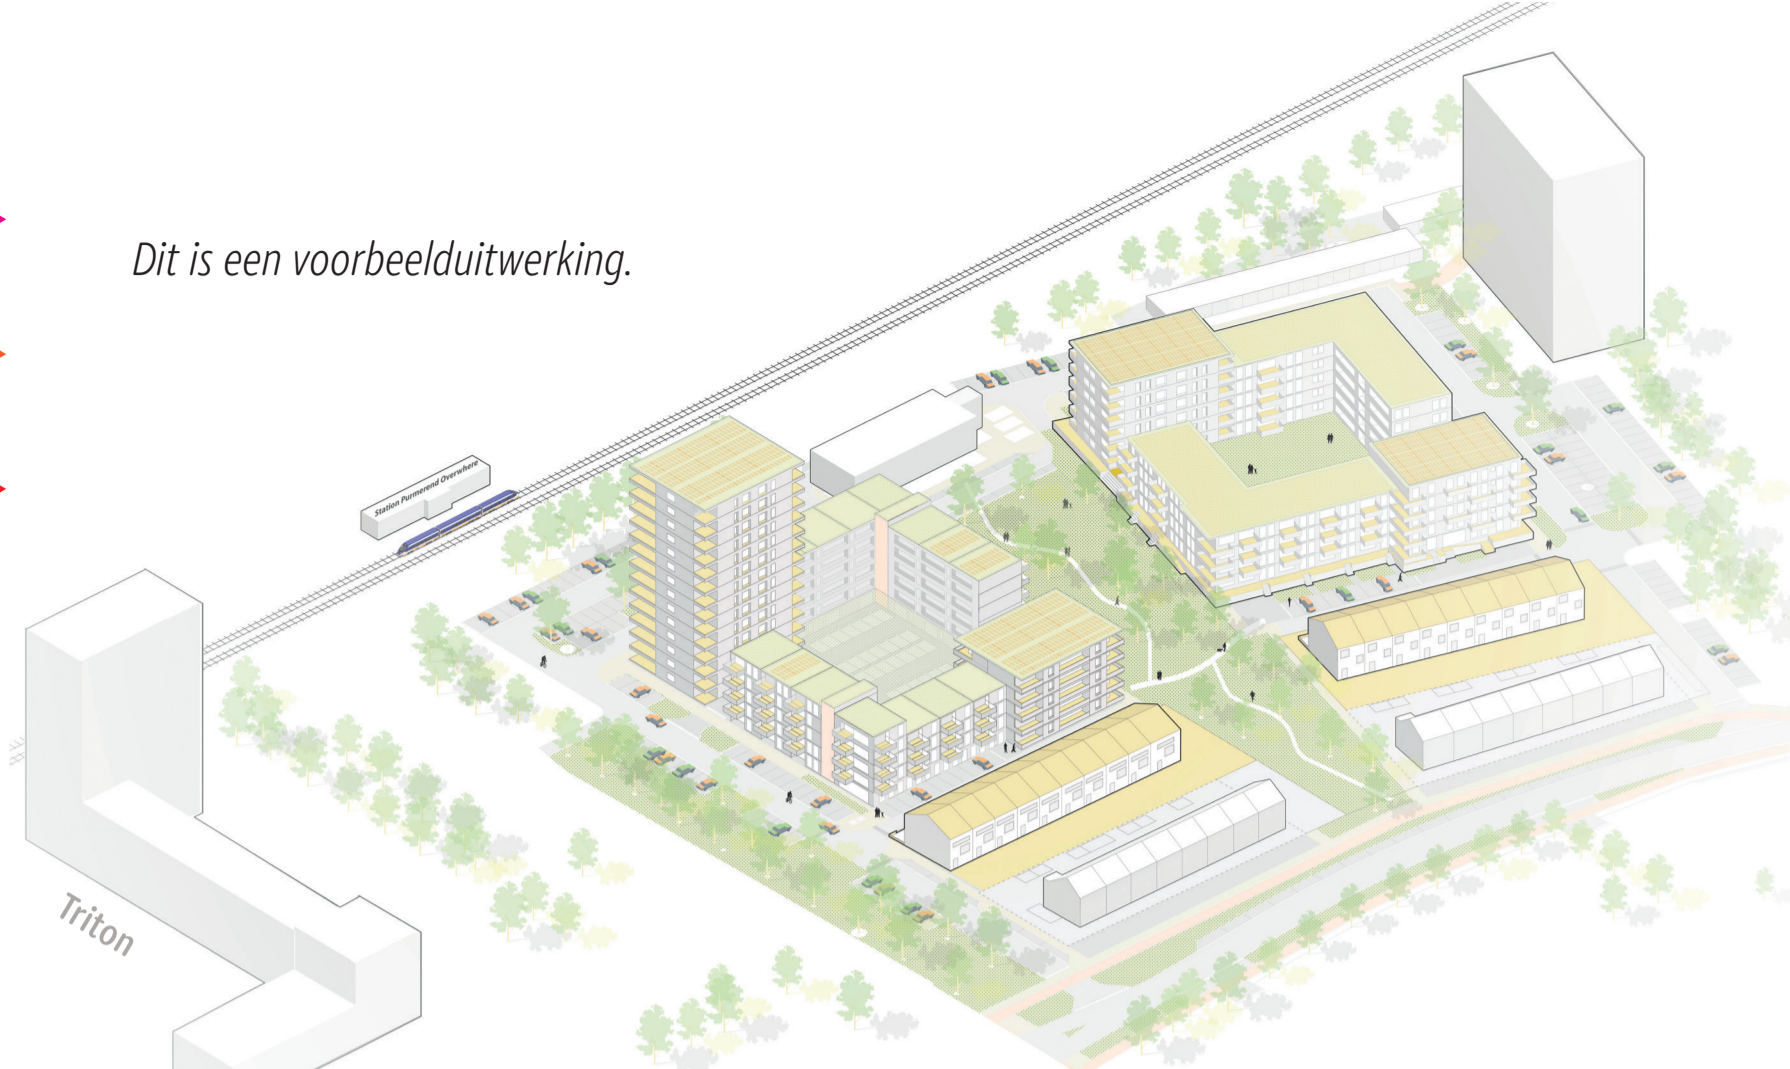 Dit is een voorbeelduitwerking.
Station Purmerend Overwhere
Triton